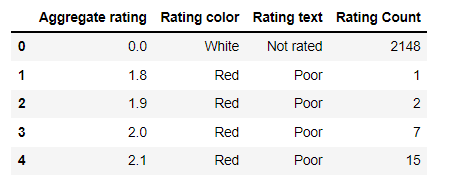 Aggregate rating Rating color Rating text Rating Count
0 0.0 White Not rated 2148
1 1.8 Red Poor 1
2 1.9 Red Poor 2
3 2.0 Red Poor 7
4 2.1 Red Poor 15